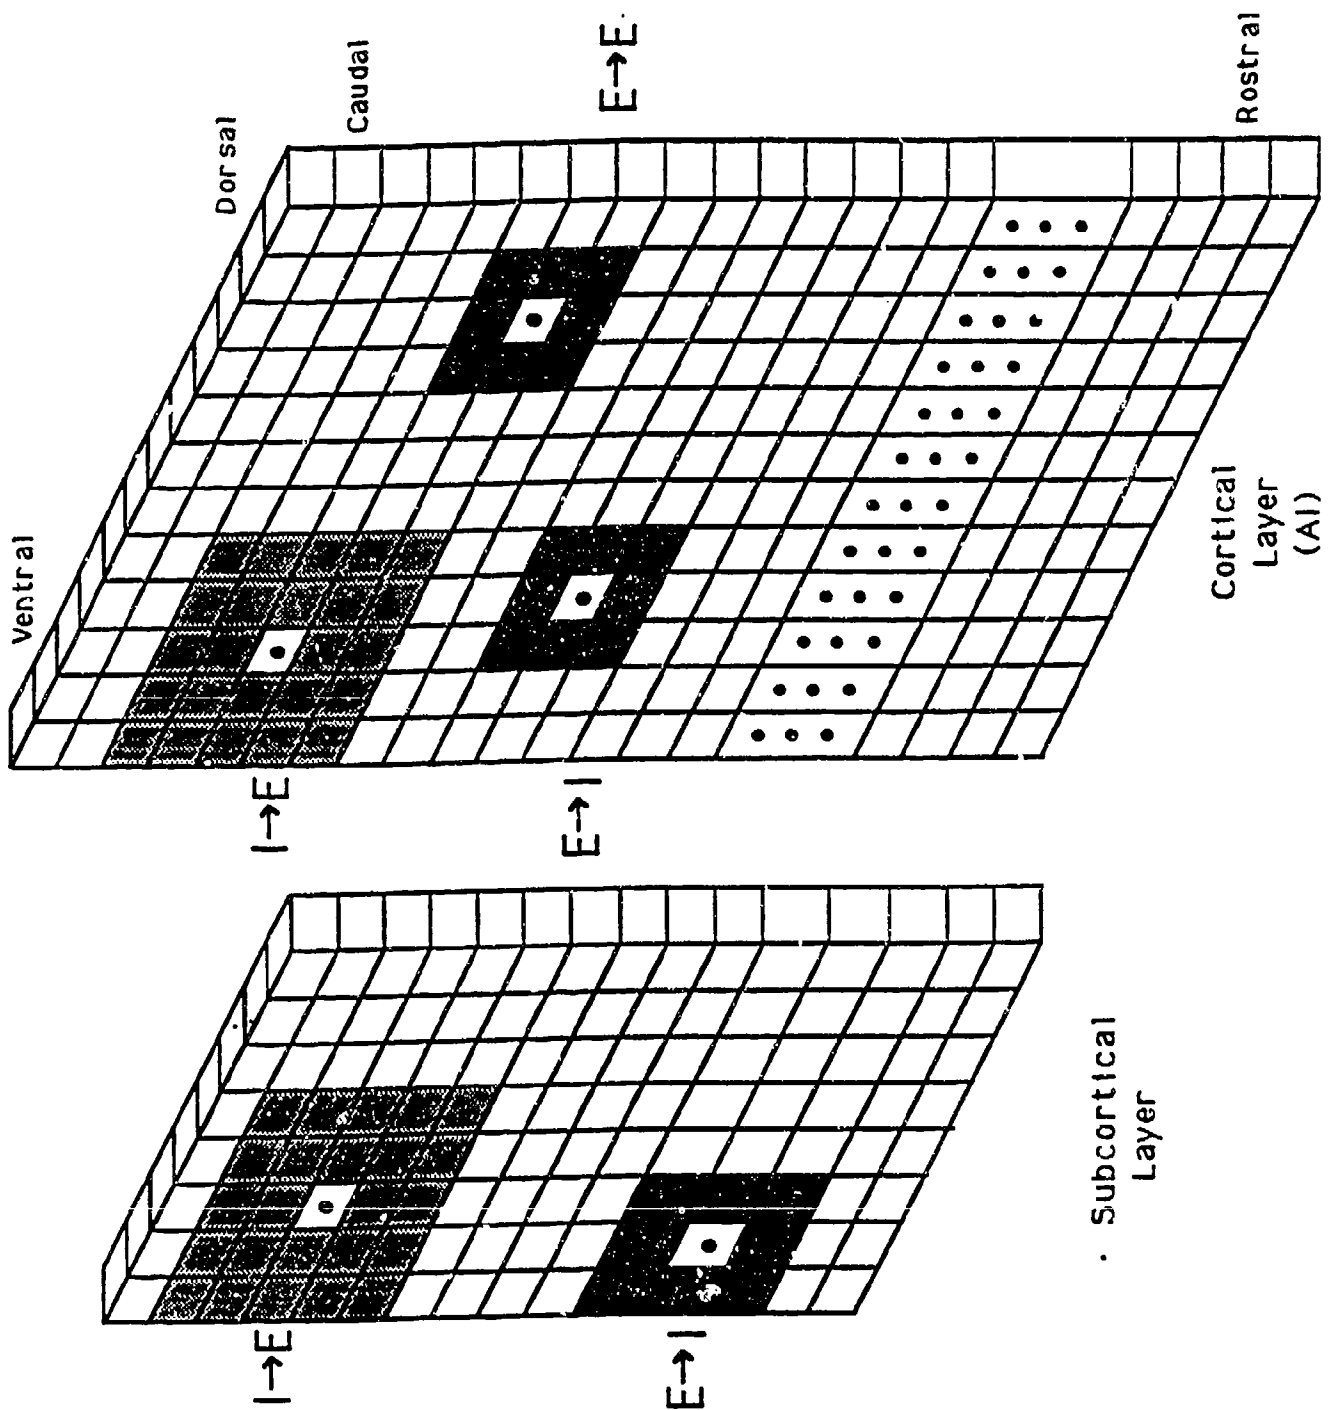 Ventral
Dorsal
Caudal
Rostral
I→E
E→I
E→E
Cortical
Layer
(AI)
I→E
E→I
Subcortical
Layer